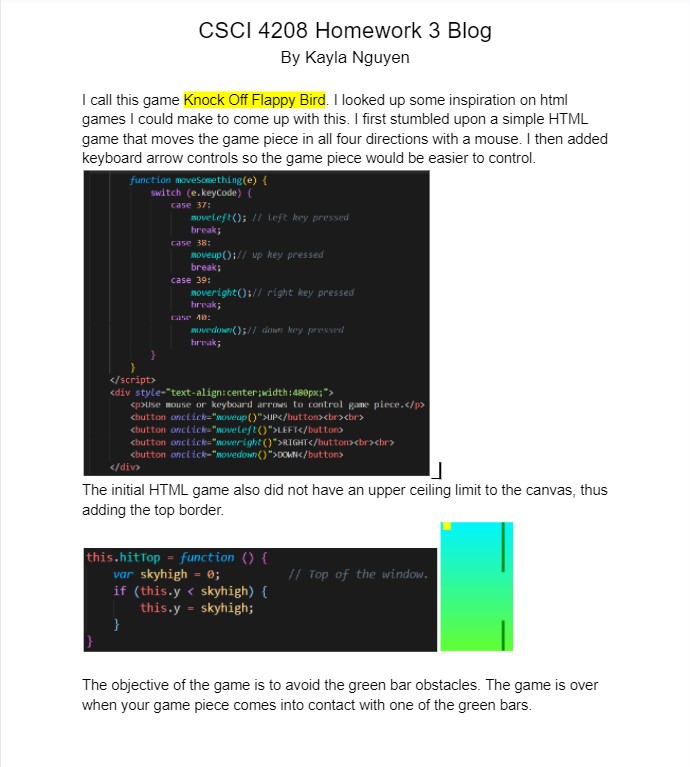 CSCI 4208 Homework 3 Blog
By Kayla Nguyen
I call this game Knock Off Flappy Bird. I looked up some inspiration on html
games I could make to come up with this. I first stumbled upon a simple HTML
game that moves the game piece in all four directions with a mouse. I then added
keyboard arrow controls so the game piece would be easier to control.
function moveSomething(e) {
switch (e.keyCode) {
case 37:
moveleft(); // left key pressed
break;
case 38:
moveup();// up key pressed
break;
case 39:
moveright();// right key pressed
break;
case 40:
movedown();// down key pressed
break;
}
}
</script>
<div style="text-align:center;width:480px;">
<p>Use mouse or keyboard arrows to control game piece.</p>
<button onclick="moveup()">UP</button><br><br>
<button onclick="moveleft()">LEFT</button>
<button onclick="moveright()">RIGHT</button><br><br>
<button onclick="movedown()">DOWN</button>
</div>
The initial HTML game also did not have an upper ceiling limit to the canvas, thus
adding the top border.
this.hitTop = function () {
var skyhigh = 0; // Top of the window.
if (this.y < skyhigh) {
this.y = skyhigh;
}
}
The objective of the game is to avoid the green bar obstacles. The game is over
when your game piece comes into contact with one of the green bars.